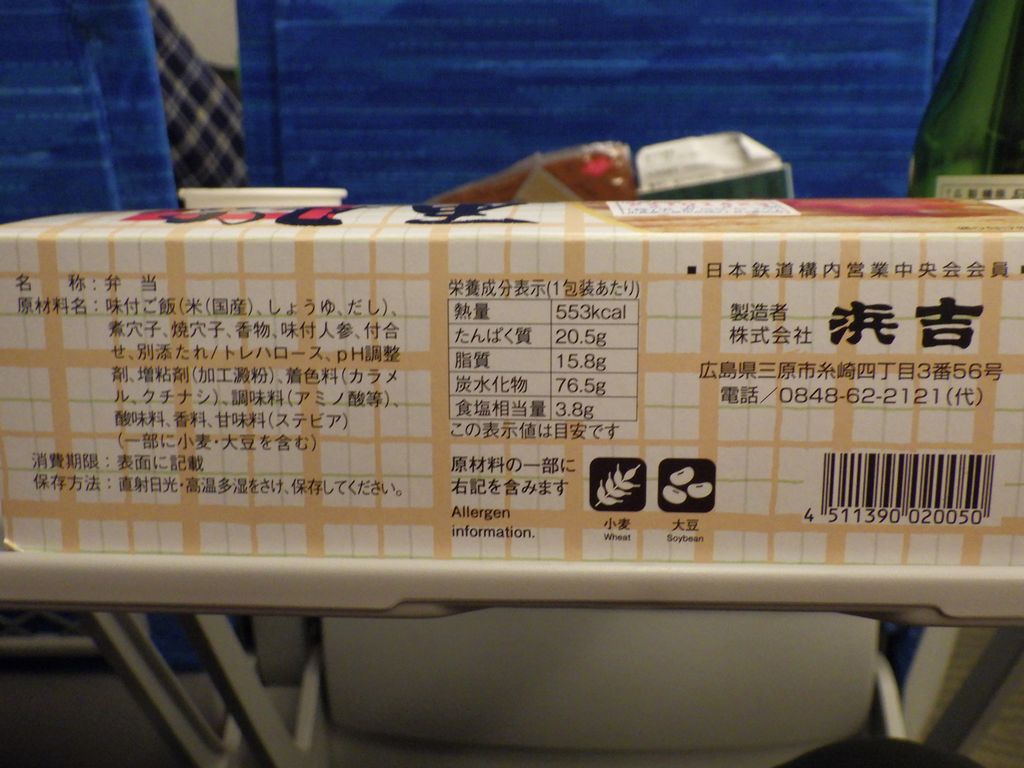 名　　称：弁　当
原材料名：味付ご飯（米（国産）、しょうゆ、だし）、
煮穴子、焼穴子、香物、味付人参、付合
せ、別添たれ/トレハロース、pH調整
剤、増粘剤（加工澱粉）、着色料（カラメ
ル、クチナシ）、調味料（アミノ酸等）、
酸味料、香料、甘味料（ステビア）
（一部に小麦・大豆を含む）
消費期限：表面に記載
保存方法：直射日光・高温多湿をさけ、保存してください。
栄養成分表示（1包装あたり）
熱量 553kcal
たんぱく質 20.5g
脂質 15.8g
炭水化物 76.5g
食塩相当量 3.8g
この表示値は目安です
原材料の一部に
右記を含みます
Allergen
information.
小麦
Wheat
大豆
Soybean
■日本鉄道構内営業中央会会員■
製造者
株式会社 浜吉
広島県三原市糸崎四丁目3番56号
電話／0848-62-2121（代）
4 511390 020050